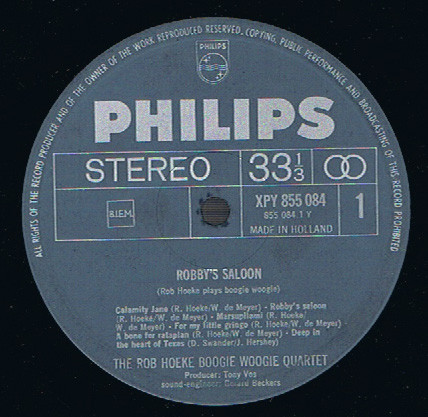 ALL RIGHTS OF THE RECORD PRODUCER AND OF THE OWNER OF THE WORK REPRODUCED RESERVED. COPYING, PUBLIC PERFORMANCE AND BROADCASTING OF THIS RECORD PROHIBITED
PHILIPS
PHILIPS
STEREO 33 1/3
XPY 855 084
855 084 1 Y
B.I.E.M.
MADE IN HOLLAND
1
ROBBY'S SALOON
(Rob Hoeke plays boogie woogie)
Calamity Jane (R. Hoeke/W. de Meyer) - Robby's saloon
(R. Hoeke/W. de Meyer) - Marsupilami (R. Hoeke/
W. de Meyer) - For my little gringo (R. Hoeke/W. de Meyer) -
A bone for rataplan (R. Hoeke/W. de Meyer) - Deep in
the heart of Texas (D. Swander/J. Hershey)
THE ROB HOEKE BOOGIE WOOGIE QUARTET
Producer: Tony Vos
sound-engineer: Gerard Beckers